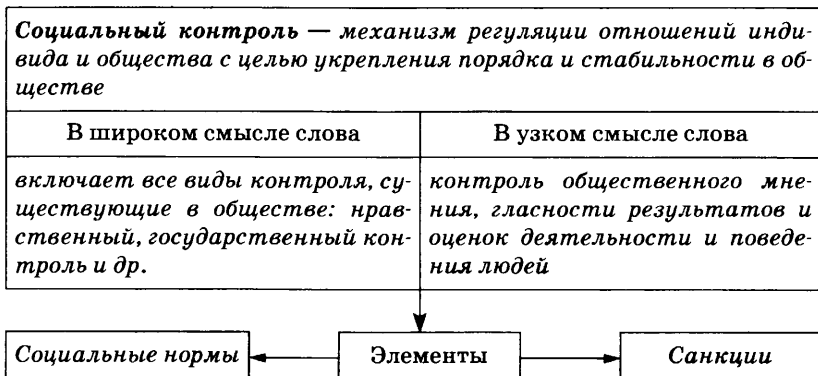 Социальный контроль — механизм регуляции отношений инди-
вида и общества с целью укрепления порядка и стабильности в об-
ществе
В широком смысле слова
В узком смысле слова
включает все виды контроля, су-
ществующие в обществе: нрав-
ственный, государственный кон-
троль и др.
контроль общественного мне-
ния, гласности результатов и
оценок деятельности и поведе-
ния людей
Социальные нормы
Элементы
Санкции